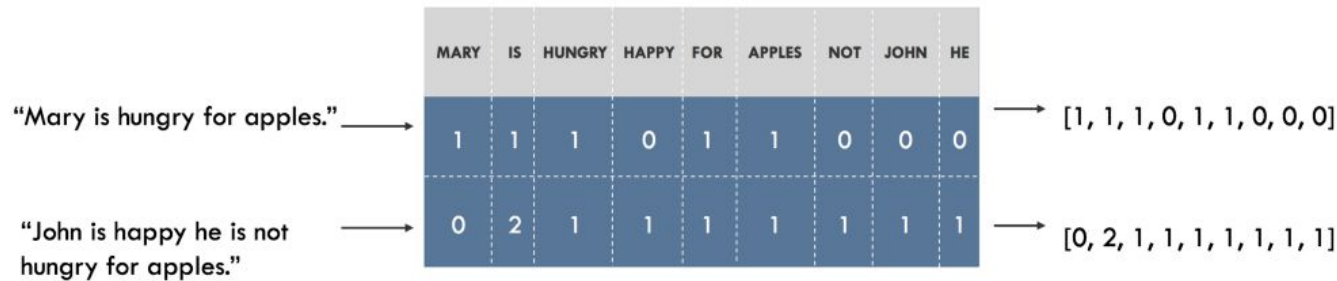 MARY IS HUNGRY HAPPY FOR APPLES NOT JOHN HE
“Mary is hungry for apples.”
1 1 1 0 1 1 0 0 0
[1, 1, 1, 0, 1, 1, 0, 0, 0]
“John is happy he is not
hungry for apples.”
0 2 1 1 1 1 1 1 1
[0, 2, 1, 1, 1, 1, 1, 1, 1]